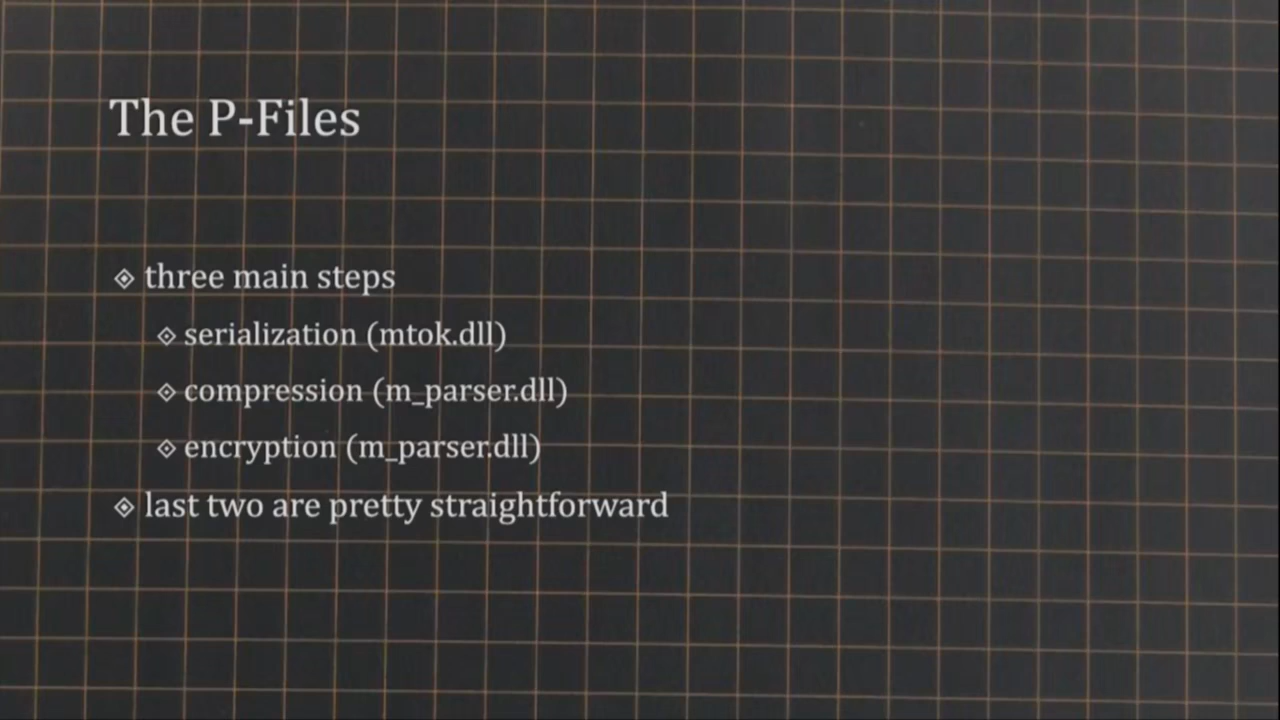 The P-Files
three main steps
serialization (mtok.dll)
compression (m_parser.dll)
encryption (m_parser.dll)
last two are pretty straightforward